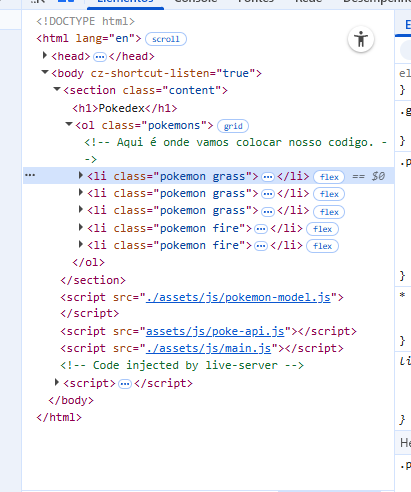 Elementos Console Fontes Rede Desempenho
<!DOCTYPE html>
<html lang="en"> scroll
<head> ⋯ </head>
<body cz-shortcut-listen="true">
<section class="content">
<h1>Pokedex</h1>
<ol class="pokemons"> grid
<!-- Aqui é onde vamos colocar nosso codigo. -
->
⋯ <li class="pokemon grass"> ⋯ </li> flex == $0
<li class="pokemon grass"> ⋯ </li> flex
<li class="pokemon grass"> ⋯ </li> flex
<li class="pokemon fire"> ⋯ </li> flex
<li class="pokemon fire"> ⋯ </li> flex
</ol>
</section>
<script src="./assets/js/pokemon-model.js">
</script>
<script src="assets/js/poke-api.js"></script>
<script src="./assets/js/main.js"></script>
<!-- Code injected by live-server -->
<script> ⋯ </script>
</body>
</html>
E
el
}
.g
}
.p
}
*
}
li
}
He
.p